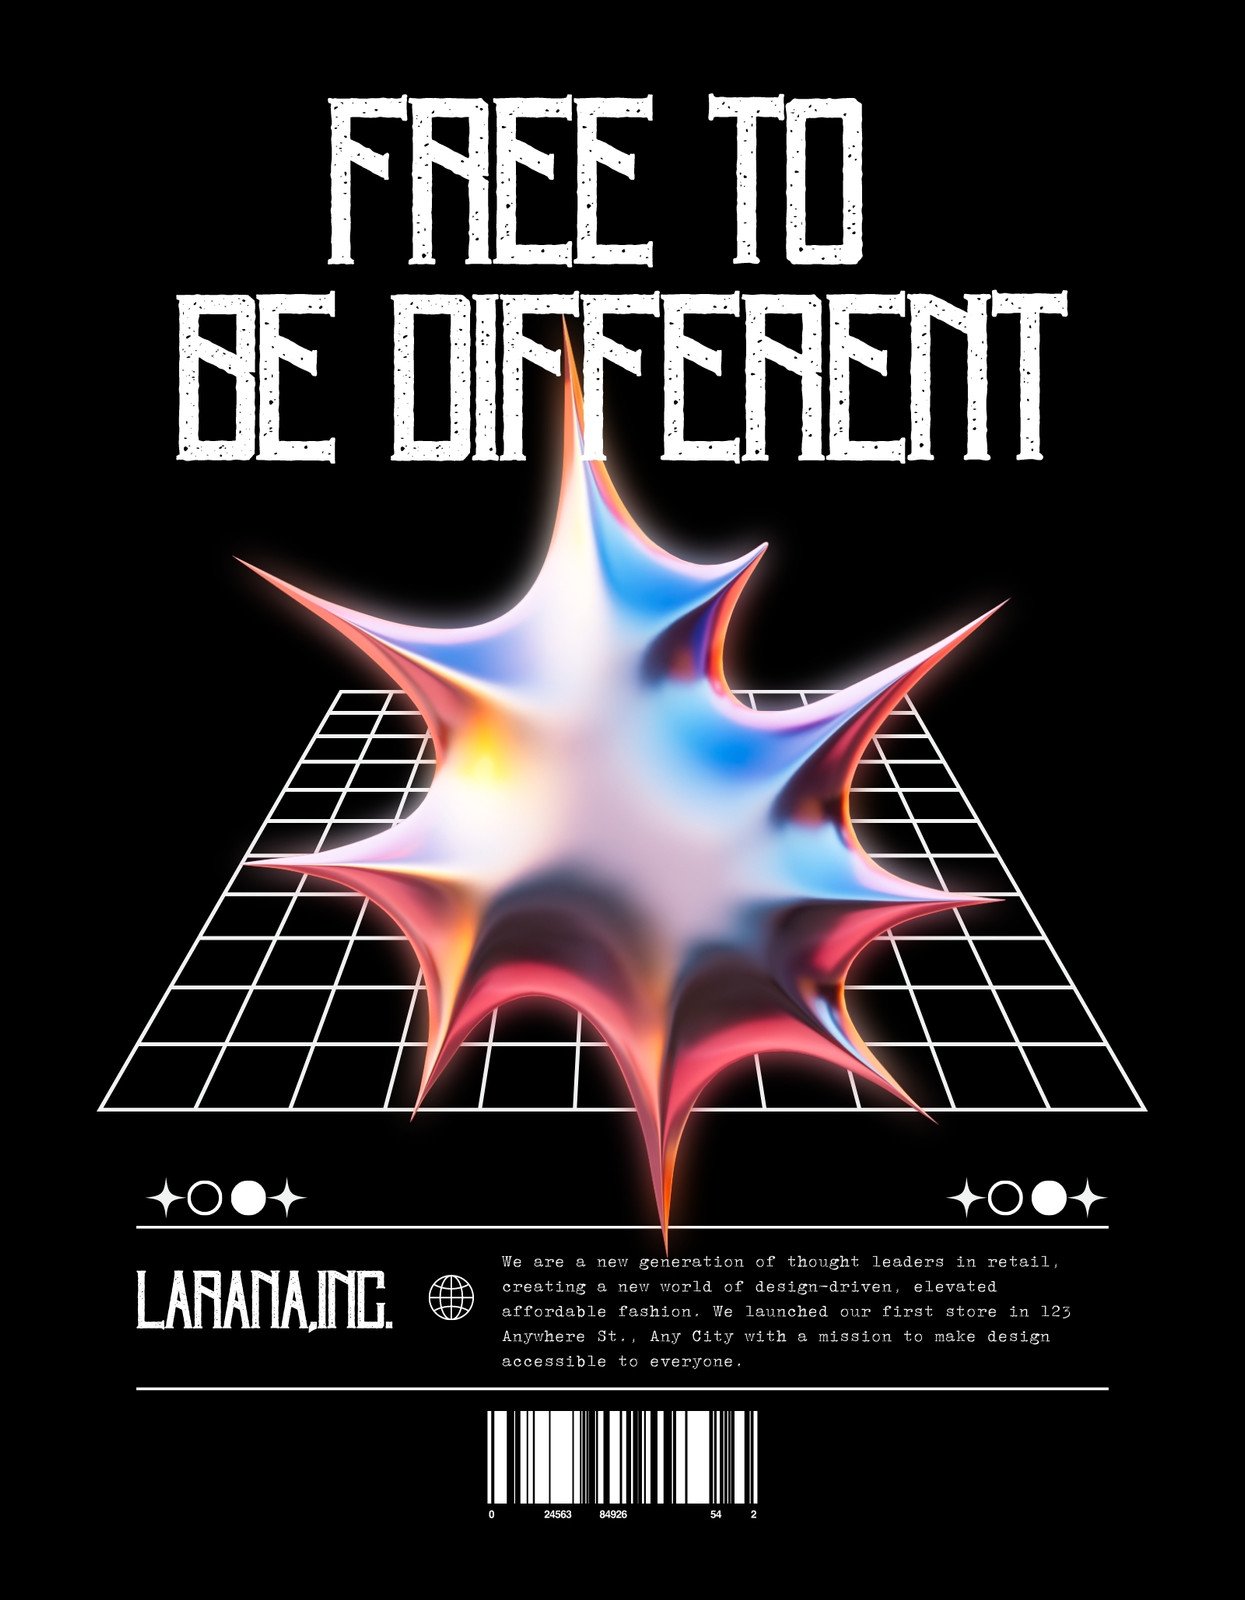 FREE TO
BE DIFFERENT
LARANA,INC.
We are a new generation of thought leaders in retail,
creating a new world of design-driven, elevated
affordable fashion. We launched our first store in 123
Anywhere St., Any City with a mission to make design
accessible to everyone.
0 24563 84926 54 2